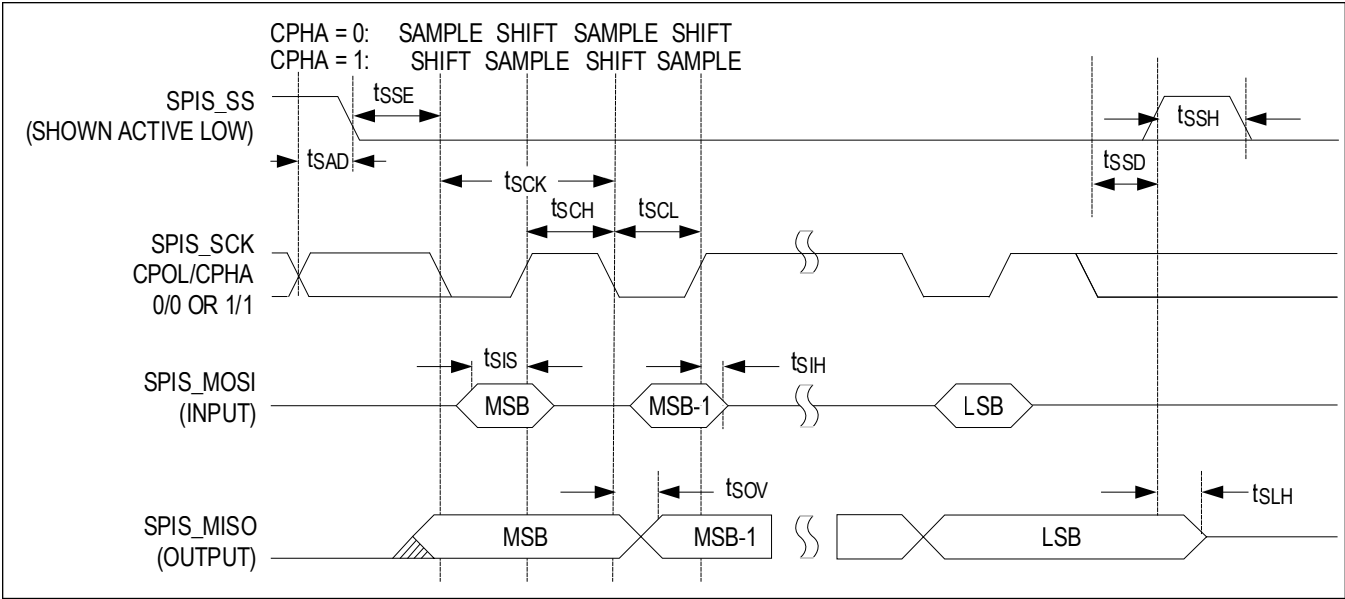 CPHA = 0: SAMPLE SHIFT SAMPLE SHIFT
CPHA = 1: SHIFT SAMPLE SHIFT SAMPLE
SPIS_SS
(SHOWN ACTIVE LOW)
tSSE
tSSH
tSAD
tSSD
tSCK
tSCH
tSCL
SPIS_SCK
CPOL/CPHA
0/0 OR 1/1
tSIS
tSIH
SPIS_MOSI
(INPUT)
MSB
MSB-1
LSB
tSOV
tSLH
SPIS_MISO
(OUTPUT)
MSB
MSB-1
LSB